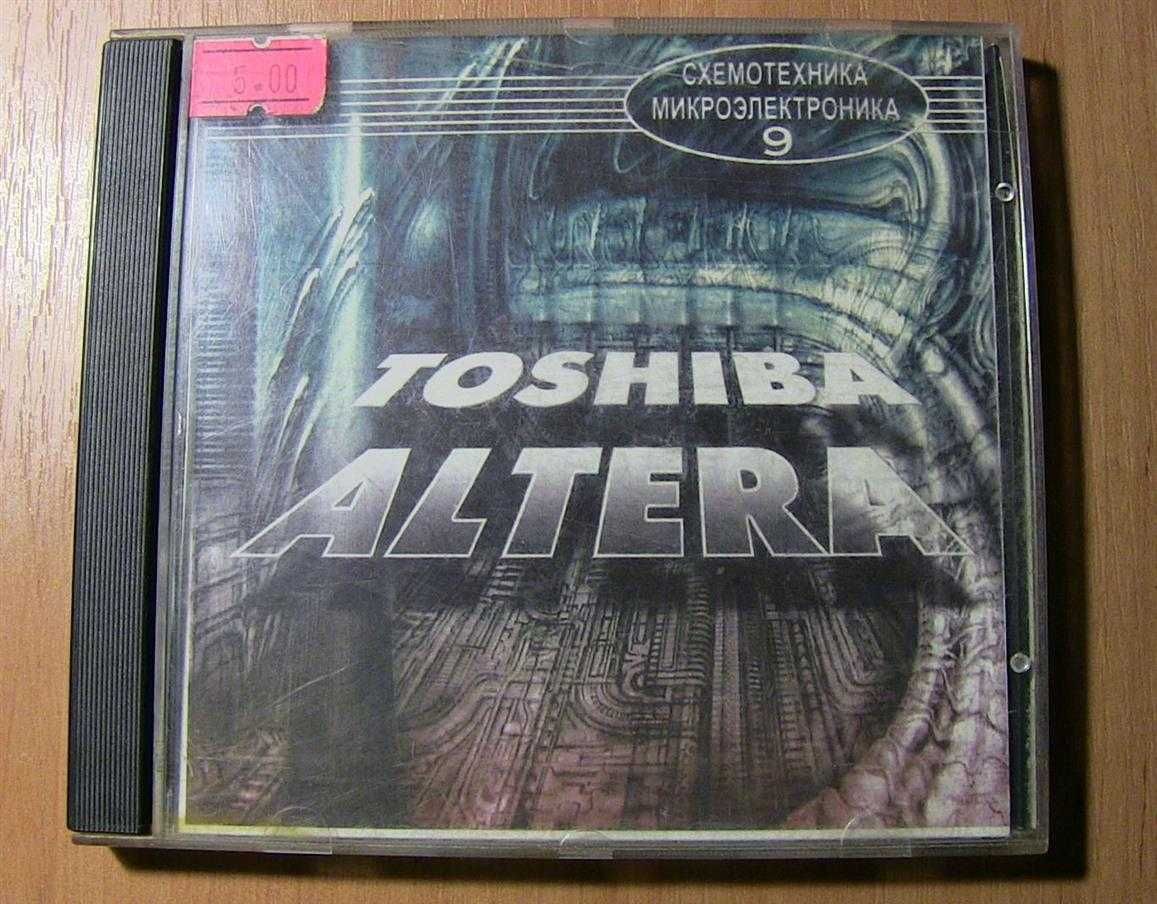 5.00
СХЕМОТЕХНИКА
МИКРОЭЛЕКТРОНИКА
9
TOSHIBA
ALTERA